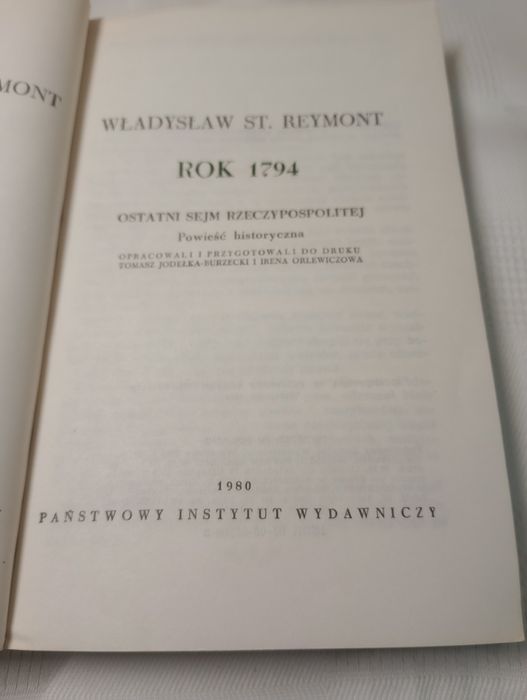 MONT
WŁADYSŁAW ST. REYMONT
ROK 1794
OSTATNI SEJM RZECZYPOSPOLITEJ
Powieść historyczna
OPRACOWALI I PRZYGOTOWALI DO DRUKU
TOMASZ JODEŁKA-BURZECKI I IRENA ORLEWICZOWA
1980
PAŃSTWOWY INSTYTUT WYDAWNICZY